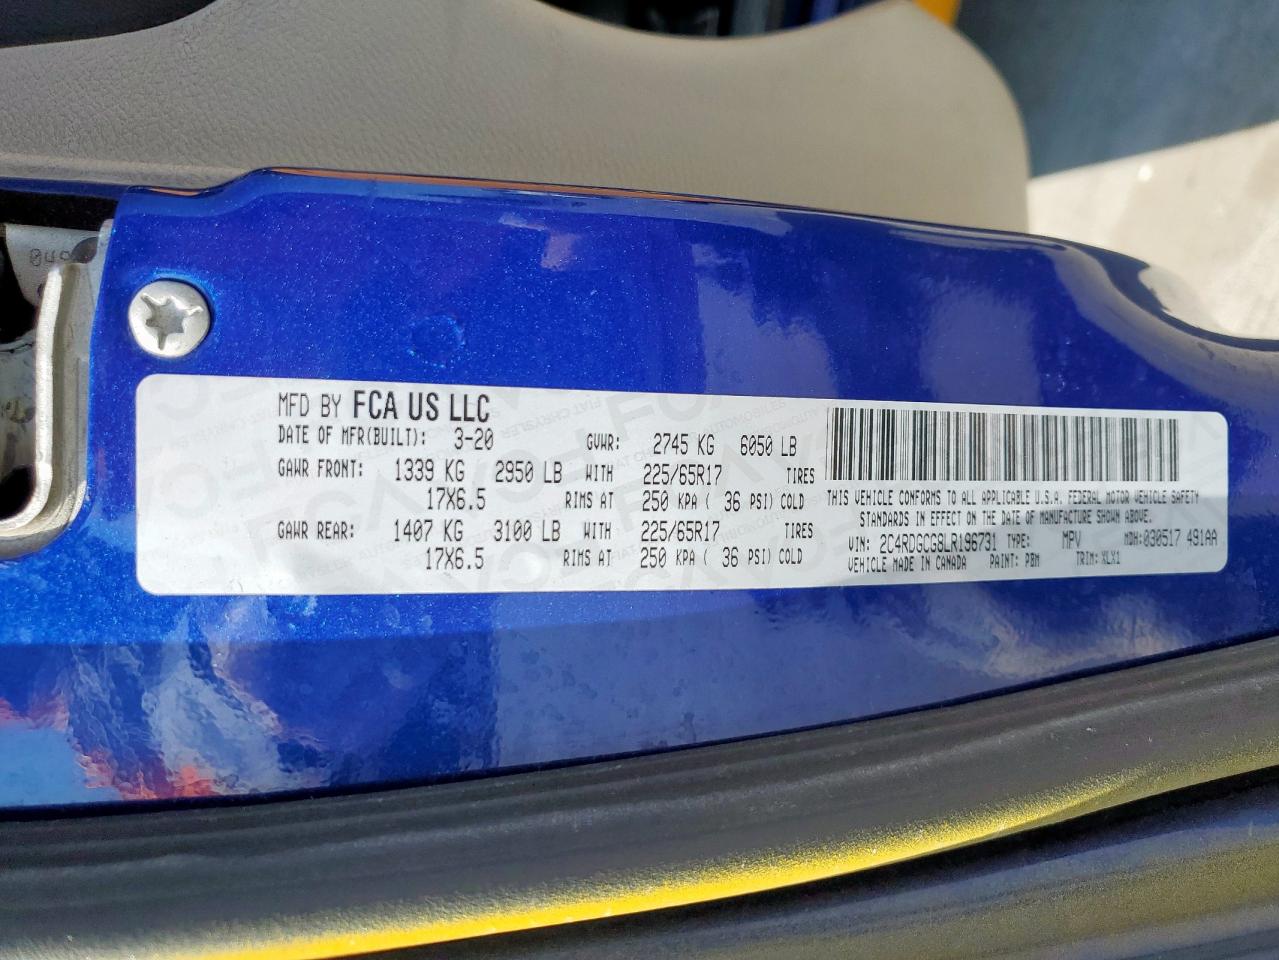 MFD BY FCA US LLC
DATE OF MFR(BUILT): 3-20 GVWR: 2745 KG 6050 LB
GAWR FRONT: 1339 KG 2950 LB WITH 225/65R17 TIRES
17X6.5 RIMS AT 250 KPA ( 36 PSI) COLD
GAWR REAR: 1407 KG 3100 LB WITH 225/65R17 TIRES
17X6.5 RIMS AT 250 KPA ( 36 PSI) COLD
THIS VEHICLE CONFORMS TO ALL APPLICABLE U.S.A. FEDERAL MOTOR VEHICLE SAFETY
STANDARDS IN EFFECT ON THE DATE OF MANUFACTURE SHOWN ABOVE.
VIN: 2C4RDGCG8LR196731 TYPE: MPV MDH:030517 491AA
VEHICLE MADE IN CANADA PAINT: PBM TRIM: XLX1